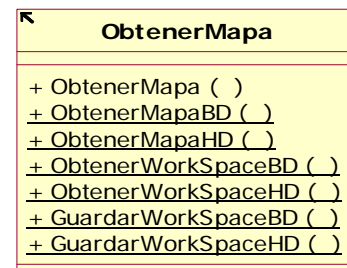 ObtenerMapa
+ ObtenerMapa ( )
+ ObtenerMapaBD ( )
+ ObtenerMapaHD ( )
+ ObtenerWorkSpaceBD ( )
+ ObtenerWorkSpaceHD ( )
+ GuardarWorkSpaceBD ( )
+ GuardarWorkSpaceHD ( )